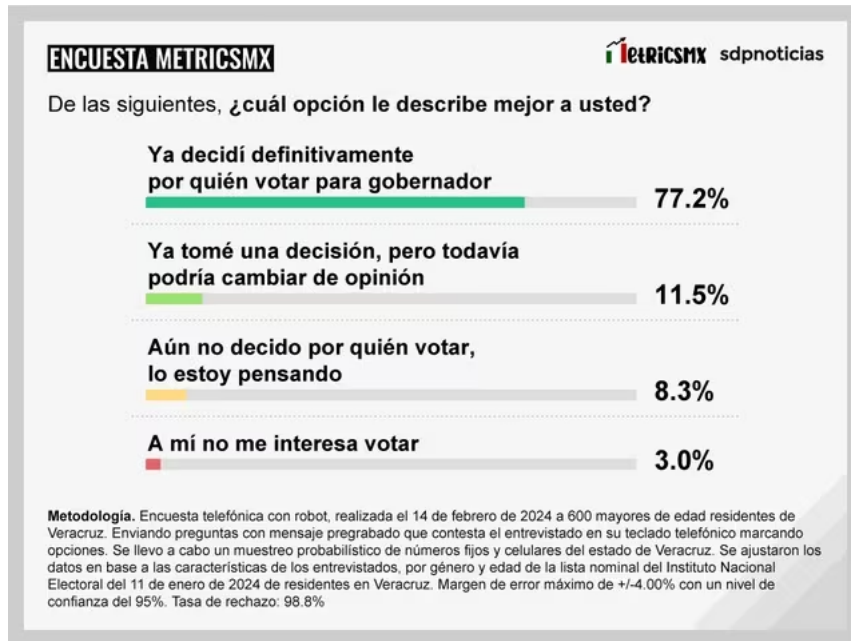 ENCUESTA METRICSMX
MetRICSMX sdpnoticias
De las siguientes, ¿cuál opción le describe mejor a usted?
Ya decidí definitivamente
por quién votar para gobernador
77.2%
Ya tomé una decisión, pero todavía
podría cambiar de opinión
11.5%
Aún no decido por quién votar,
lo estoy pensando
8.3%
A mí no me interesa votar
3.0%
Metodología. Encuesta telefónica con robot, realizada el 14 de febrero de 2024 a 600 mayores de edad residentes de
Veracruz. Enviando preguntas con mensaje pregrabado que contesta el entrevistado en su teclado telefónico marcando
opciones. Se llevo a cabo un muestreo probabilístico de números fijos y celulares del estado de Veracruz. Se ajustaron los
datos en base a las características de los entrevistados, por género y edad de la lista nominal del Instituto Nacional
Electoral del 11 de enero de 2024 de residentes en Veracruz. Margen de error máximo de +/-4.00% con un nivel de
confianza del 95%. Tasa de rechazo: 98.8%